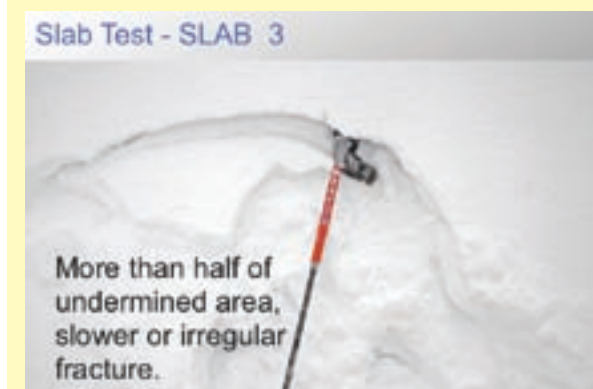 Slab Test - SLAB 3
More than half of
undermined area,
slower or irregular
fracture.